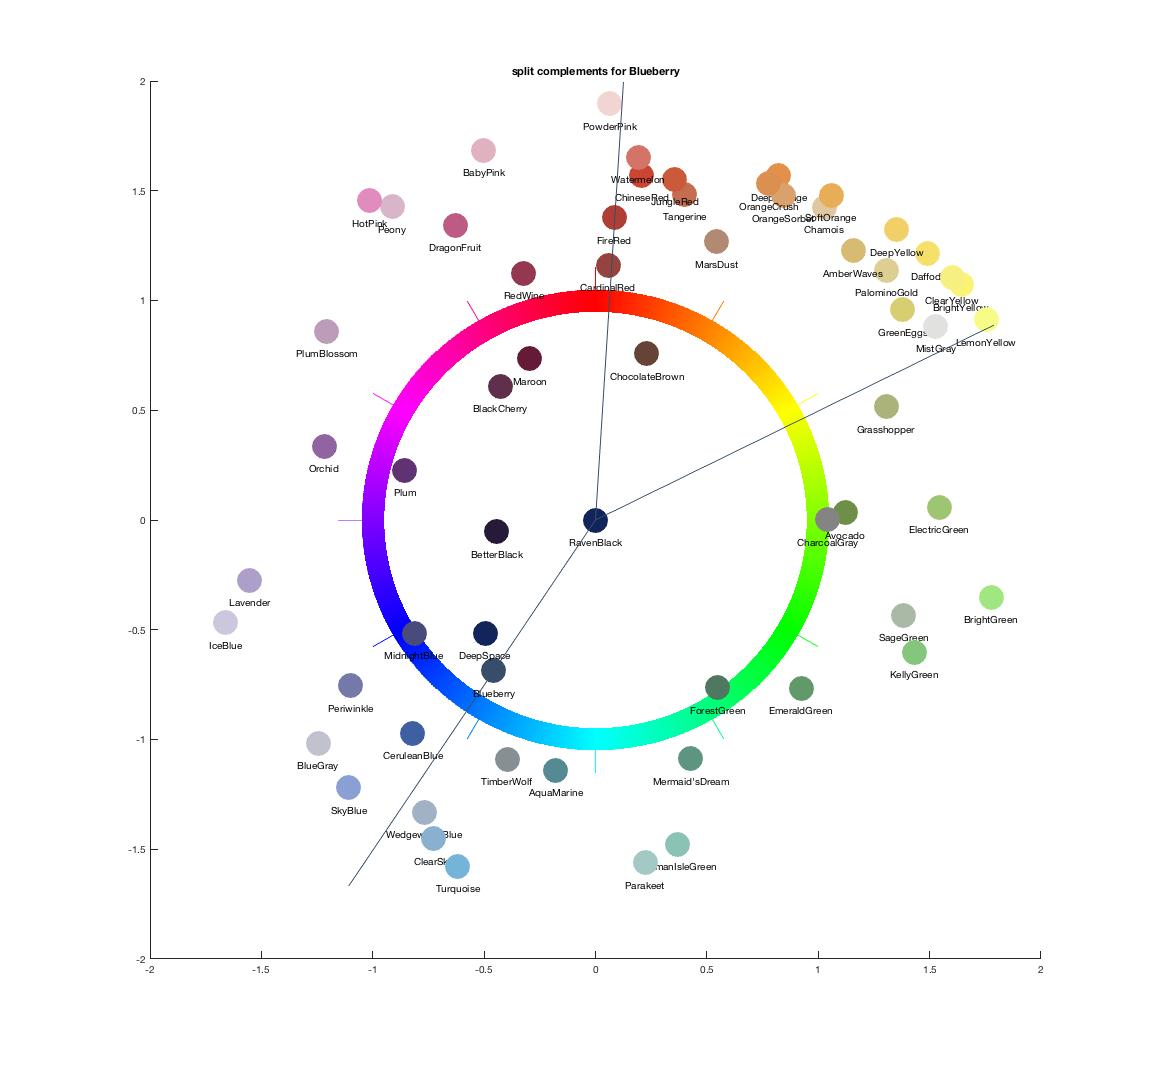 split complements for Blueberry
2
PowderPink
BabyPink
Watermelon
1.5
ChineseRed
JungleRed
Tangerine
OrangeCrush
OrangeSorbet
SoftOrange
Chamois
HotPink
Peony
DragonFruit
FireRed
MarsDust
DeepYellow
AmberWaves
PalominoGold
ClearYellow
BrightYellow
RedWine
CardinalRed
1
GreenEggs
MistGray
LemonYellow
PlumBlossom
Maroon
ChocolateBrown
BlackCherry
0.5
Grasshopper
Orchid
Plum
0
ElectricGreen
Avocado
CharcoalGray
RavenBlack
BetterBlack
Lavender
BrightGreen
-0.5
IceBlue
SageGreen
MidnightBlue
DeepSpace
KellyGreen
Blueberry
Periwinkle
ForestGreen
EmeraldGreen
-1
CeruleanBlue
BlueGray
TimberWolf
AquaMarine
Mermaid'sDream
SkyBlue
-1.5
manIsleGreen
Parakeet
Turquoise
-2
-2 -1.5 -1 -0.5 0 0.5 1 1.5 2